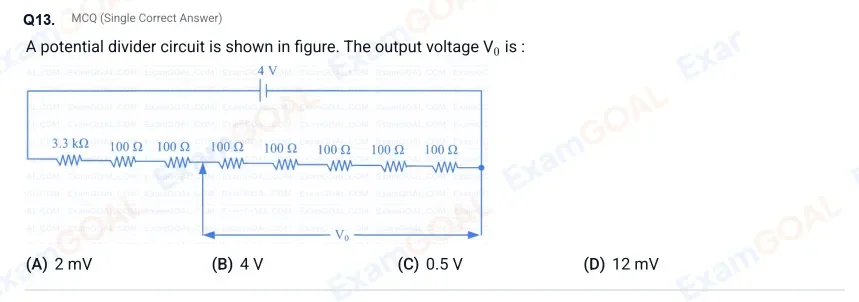 Q13. MCQ (Single Correct Answer)
A potential divider circuit is shown in figure. The output voltage V₀ is :
4 V
3.3 kΩ 100 Ω 100 Ω 100 Ω 100 Ω 100 Ω 100 Ω 100 Ω
V₀
(A) 2 mV (B) 4 V (C) 0.5 V (D) 12 mV
ExamGOAL